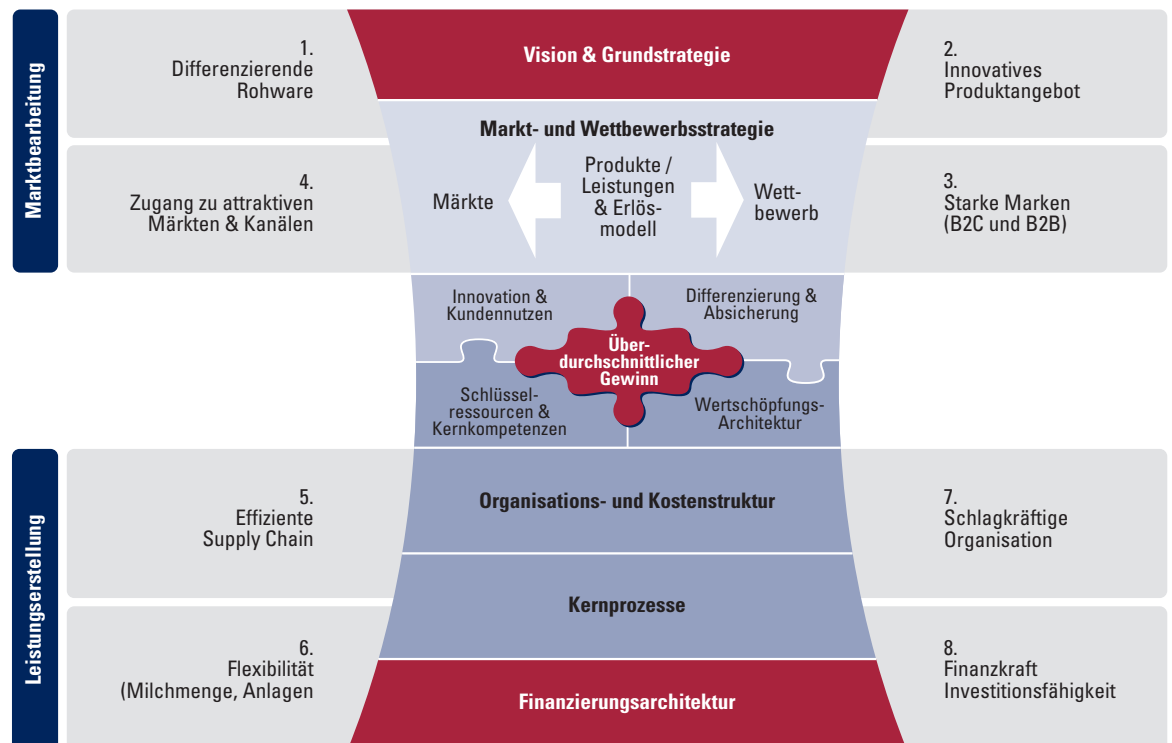 Marktbearbeitung
1.
Differenzierende
Rohware
Vision & Grundstrategie
2.
Innovatives
Produktangebot
4.
Zugang zu attraktiven
Märkten & Kanälen
Markt- und Wettbewerbsstrategie
Märkte
Produkte /
Leistungen
& Erlös-
modell
Wett-
bewerb
3.
Starke Marken
(B2C und B2B)
Innovation &
Kundennutzen
Differenzierung &
Absicherung
Über-
durchschnittlicher
Gewinn
Schlüssel-
ressourcen &
Kernkompetenzen
Wertschöpfungs-
Architektur
Leistungserstellung
5.
Effiziente
Supply Chain
Organisations- und Kostenstruktur
7.
Schlagkräftige
Organisation
Kernprozesse
6.
Flexibilität
(Milchmenge, Anlagen
Finanzierungsarchitektur
8.
Finanzkraft
Investitionsfähigkeit